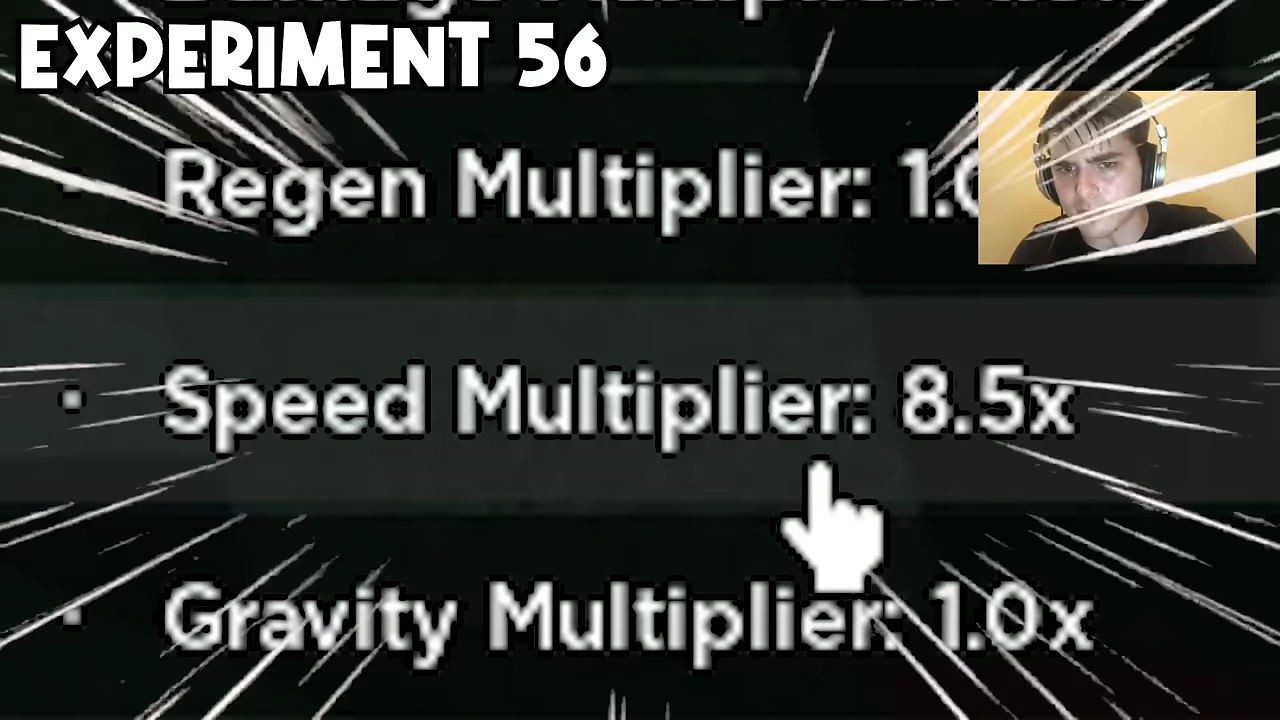 EXPERIMENT 56
Regen Multiplier:
Speed Multiplier: 8.5x
Gravity Multiplier: 1.0x